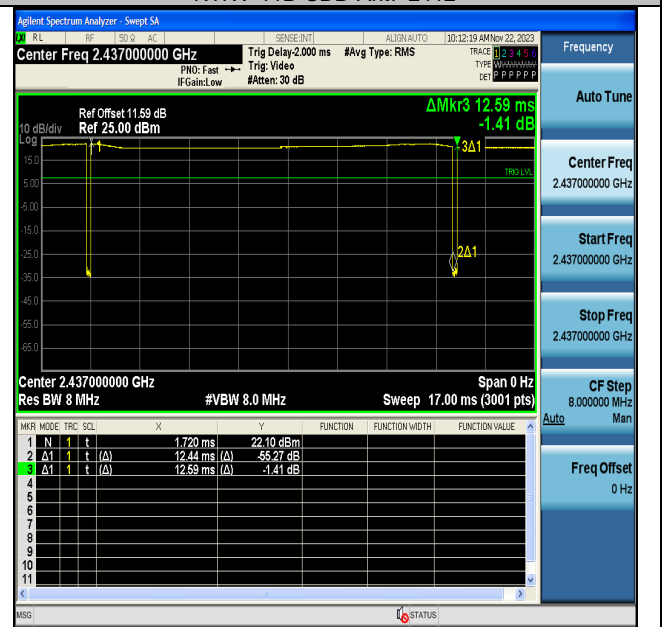 Agilent Spectrum Analyzer - Swept SA
RL RF 50 Ω AC SENSE:INT ALIGN AUTO 10:12:19 AM Nov 22, 2023
Center Freq 2.437000000 GHz
PNO: Fast
IFGain:Low
Trig Delay-2.000 ms
Trig: Video
#Atten: 30 dB
#Avg Type: RMS
TRACE 1 2 3 4 5 6
TYPE
DET P P P P P P
ΔMkr3 12.59 ms
-1.41 dB
Ref Offset 11.59 dB
10 dB/div Ref 25.00 dBm
Log
1
3Δ1
15.0
TRIG LVL
5.00
-5.00
-15.0
-25.0
2Δ1
-35.0
-45.0
-55.0
-65.0
Center 2.437000000 GHz Span 0 Hz
Res BW 8 MHz #VBW 8.0 MHz Sweep 17.00 ms (3001 pts)
MKR MODE TRC SCL X Y FUNCTION FUNCTION WIDTH FUNCTION VALUE
1 N 1 t 1.720 ms 22.10 dBm
2 Δ1 1 t (Δ) 12.44 ms (Δ) -55.27 dB
3 Δ1 1 t (Δ) 12.59 ms (Δ) -1.41 dB
4
5
6
7
8
9
10
11
MSG STATUS
Frequency
Auto Tune
Center Freq
2.437000000 GHz
Start Freq
2.437000000 GHz
Stop Freq
2.437000000 GHz
CF Step
8.000000 MHz
Auto Man
Freq Offset
0 Hz